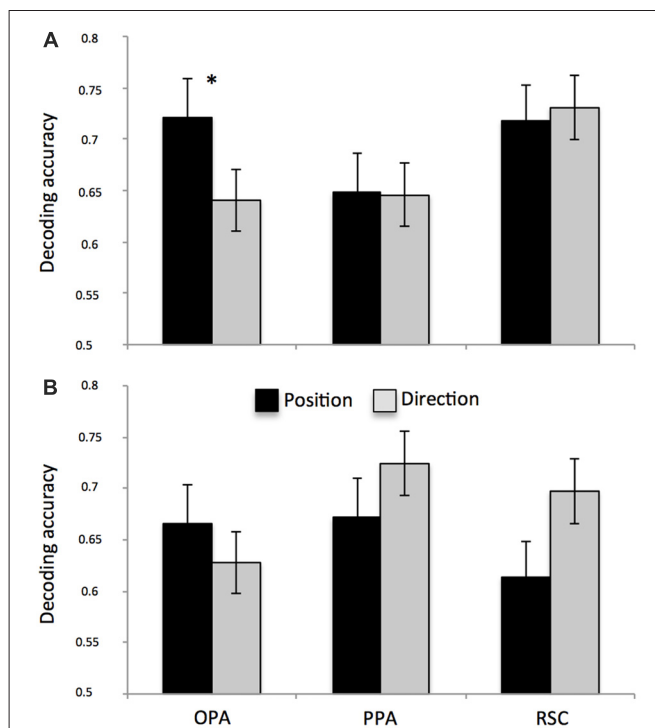 A
Decoding accuracy
0.8
0.75
*
0.7
0.65
0.6
0.55
0.5
B
Decoding accuracy
0.8
Position Direction
0.75
0.7
0.65
0.6
0.55
0.5
OPA PPA RSC